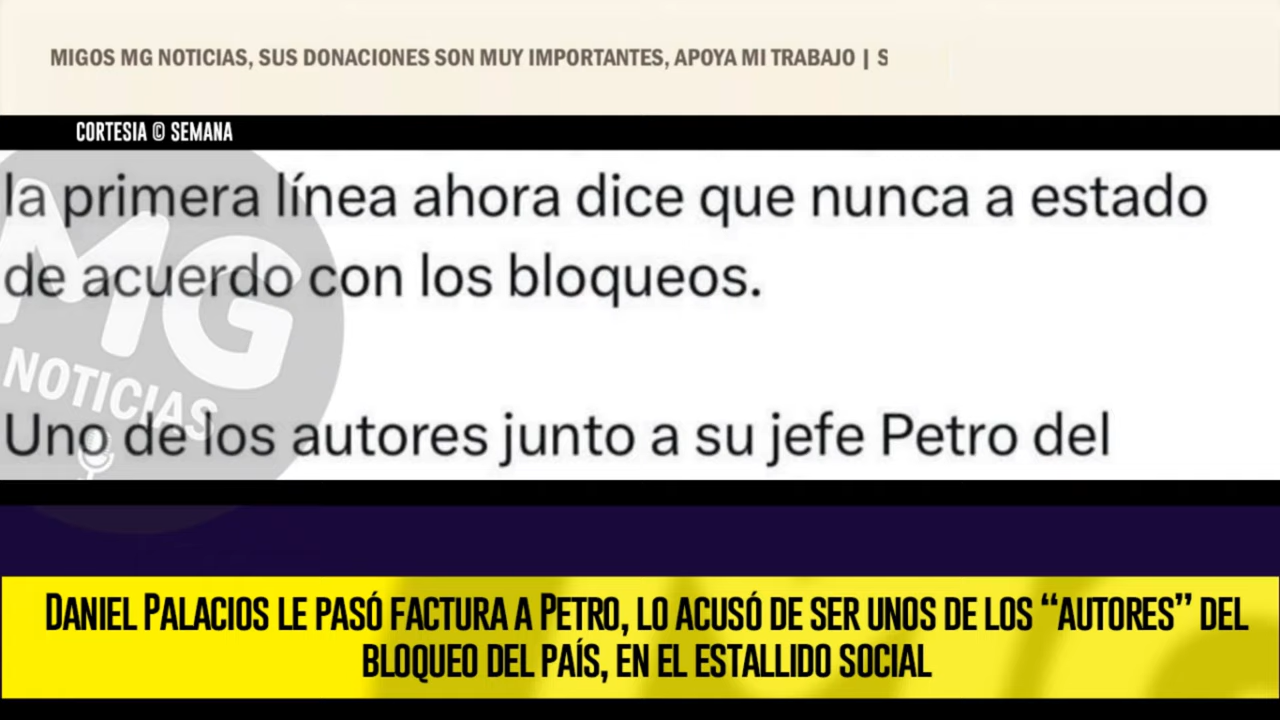 MIGOS MG NOTICIAS, SUS DONACIONES SON MUY IMPORTANTES, APOYA MI TRABAJO | S
CORTESIA © SEMANA
la primera línea ahora dice que nunca a estado
de acuerdo con los bloqueos.
MG
NOTICIAS
Uno de los autores junto a su jefe Petro del
DANIEL PALACIOS LE PASÓ FACTURA A PETRO, LO ACUSÓ DE SER UNOS DE LOS “AUTORES” DEL
BLOQUEO DEL PAÍS, EN EL ESTALLIDO SOCIAL